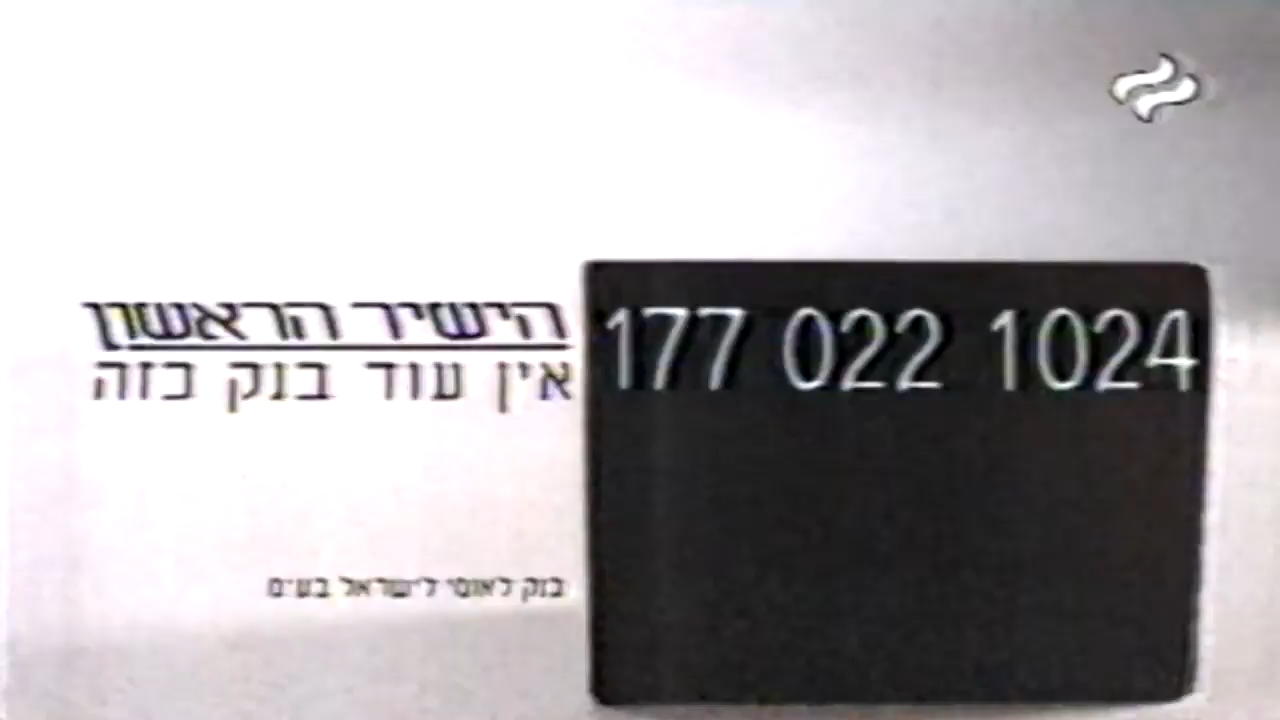 הישיר הראשון
177 022 1024
אין עוד בנק כזה
בנק לאומי לישראל בע"מ